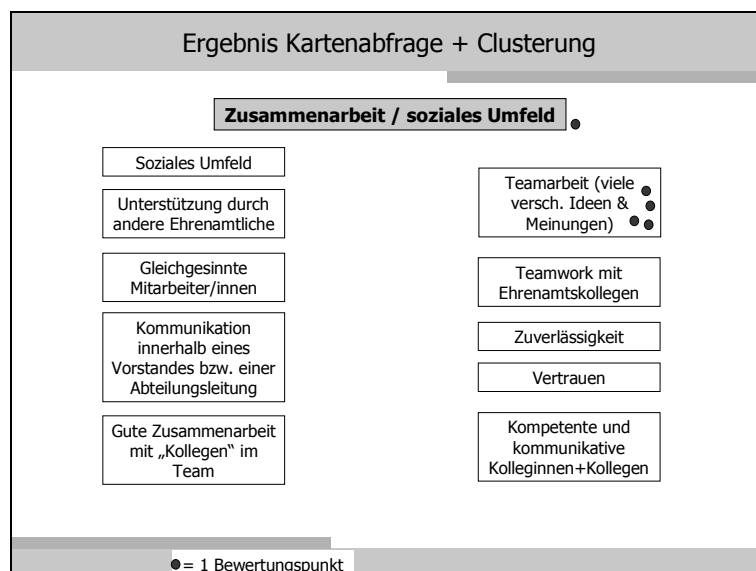 Ergebnis Kartenabfrage + Clusterung
Zusammenarbeit / soziales Umfeld
Soziales Umfeld
Unterstützung durch
andere Ehrenamtliche
Gleichgesinnte
Mitarbeiter/innen
Kommunikation
innerhalb eines
Vorstandes bzw. einer
Abteilungsleitung
Gute Zusammenarbeit
mit „Kollegen“ im
Team
Teamarbeit (viele
versch. Ideen &
Meinungen)
Teamwork mit
Ehrenamtskollegen
Zuverlässigkeit
Vertrauen
Kompetente und
kommunikative
Kolleginnen+Kollegen
= 1 Bewertungspunkt